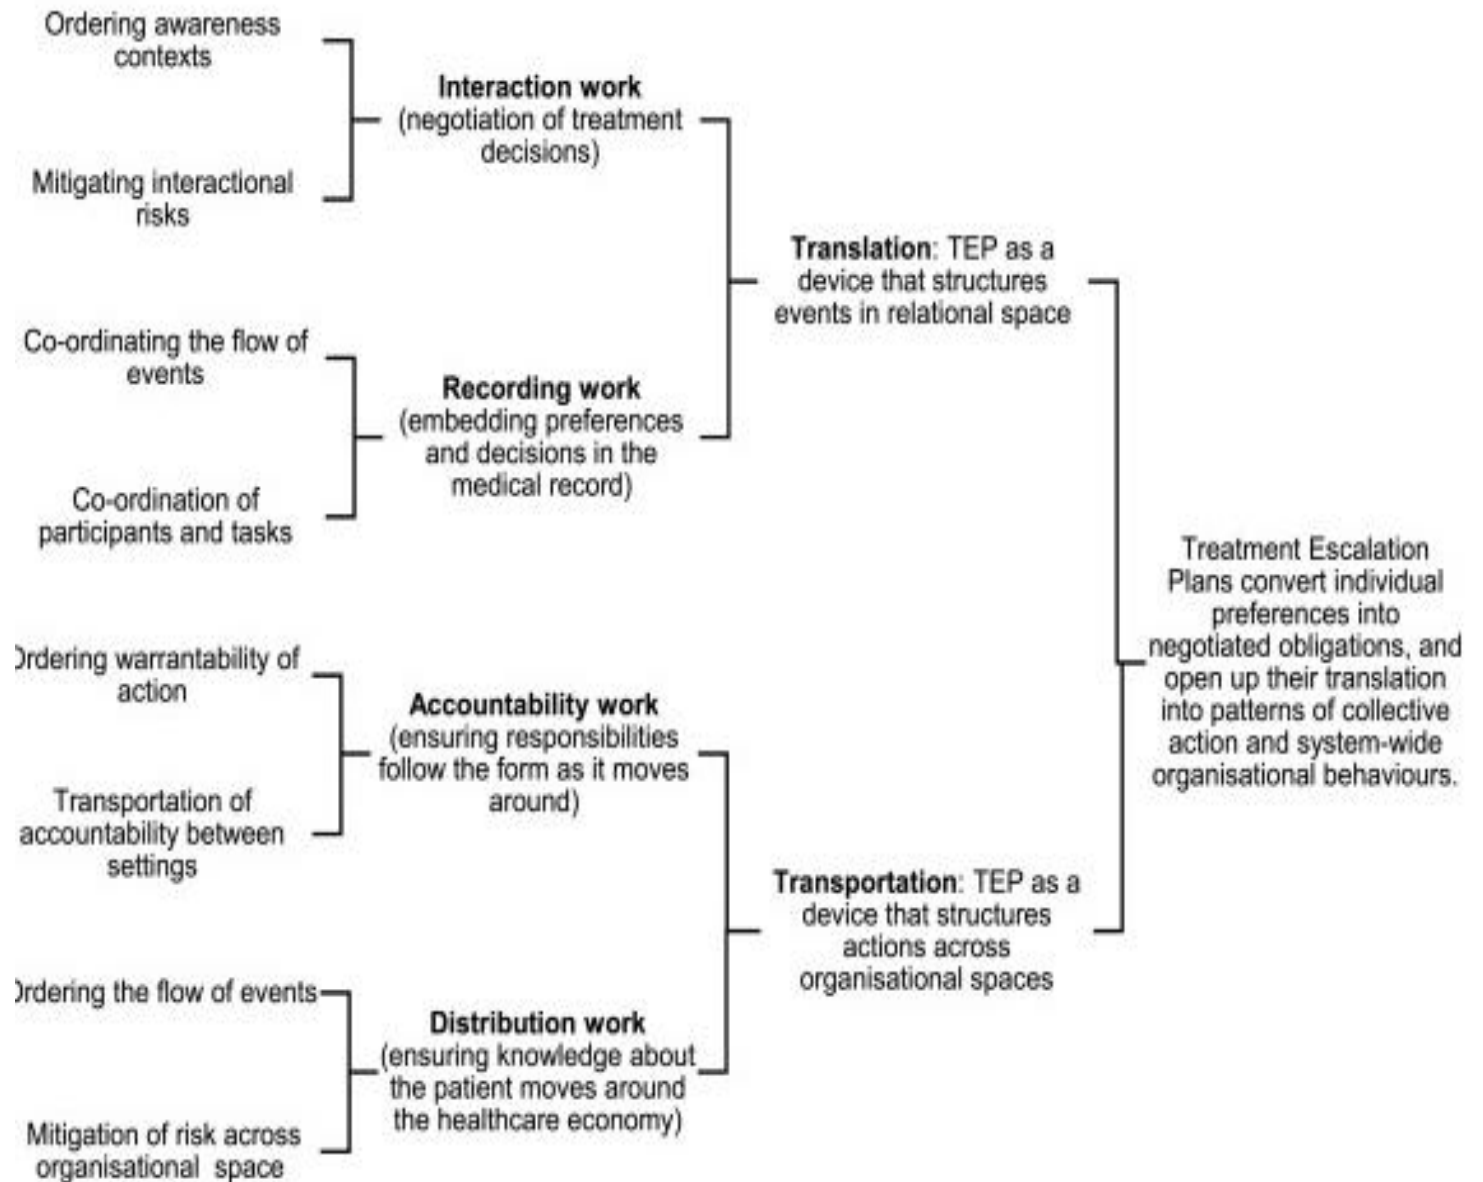 Ordering awareness
contexts
Mitigating interactional
risks
Co-ordinating the flow of
events
Co-ordination of
participants and tasks
Ordering warrantability of
action
Transportation of
accountability between
settings
Ordering the flow of events
Mitigation of risk across
organisational space
Interaction work
(negotiation of treatment
decisions)
Recording work
(embedding preferences
and decisions in the
medical record)
Accountability work
(ensuring responsibilities
follow the form as it moves
around)
Distribution work
(ensuring knowledge about
the patient moves around
the healthcare economy)
Translation: TEP as a
device that structures
events in relational space
Transportation: TEP as a
device that structures
actions across
organisational spaces
Treatment Escalation
Plans convert individual
preferences into
negotiated obligations, and
open up their translation
into patterns of collective
action and system-wide
organisational behaviours.